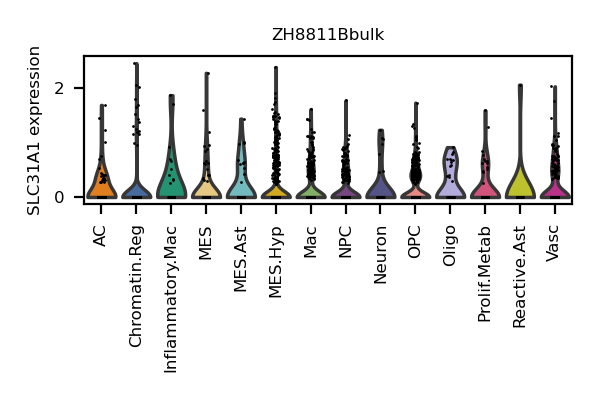 ZH8811Bbulk
SLC31A1 expression
2
0
AC
Chromatin.Reg
Inflammatory.Mac
MES
MES.Ast
MES.Hyp
Mac
NPC
Neuron
OPC
Oligo
Prolif.Metab
Reactive.Ast
Vasc